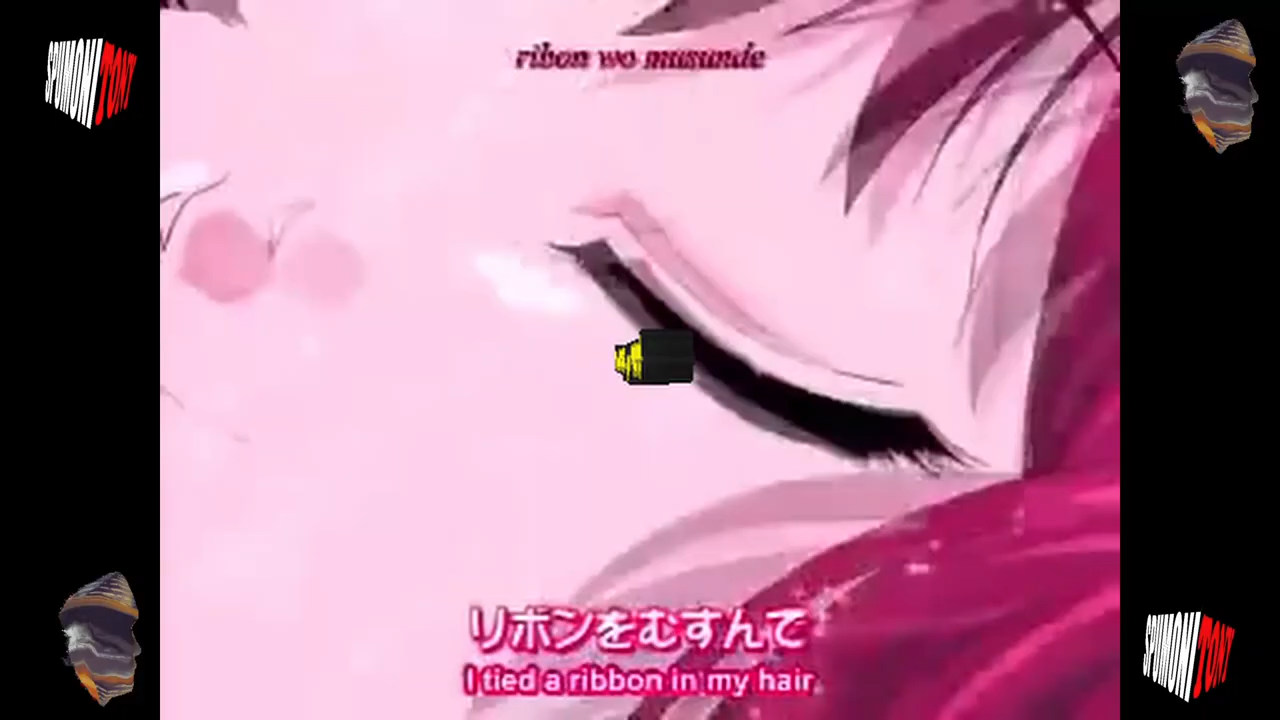 SPUMONI TONY
ribon wo musunde
リボンをむすんで
I tied a ribbon in my hair
SPUMONI TONY